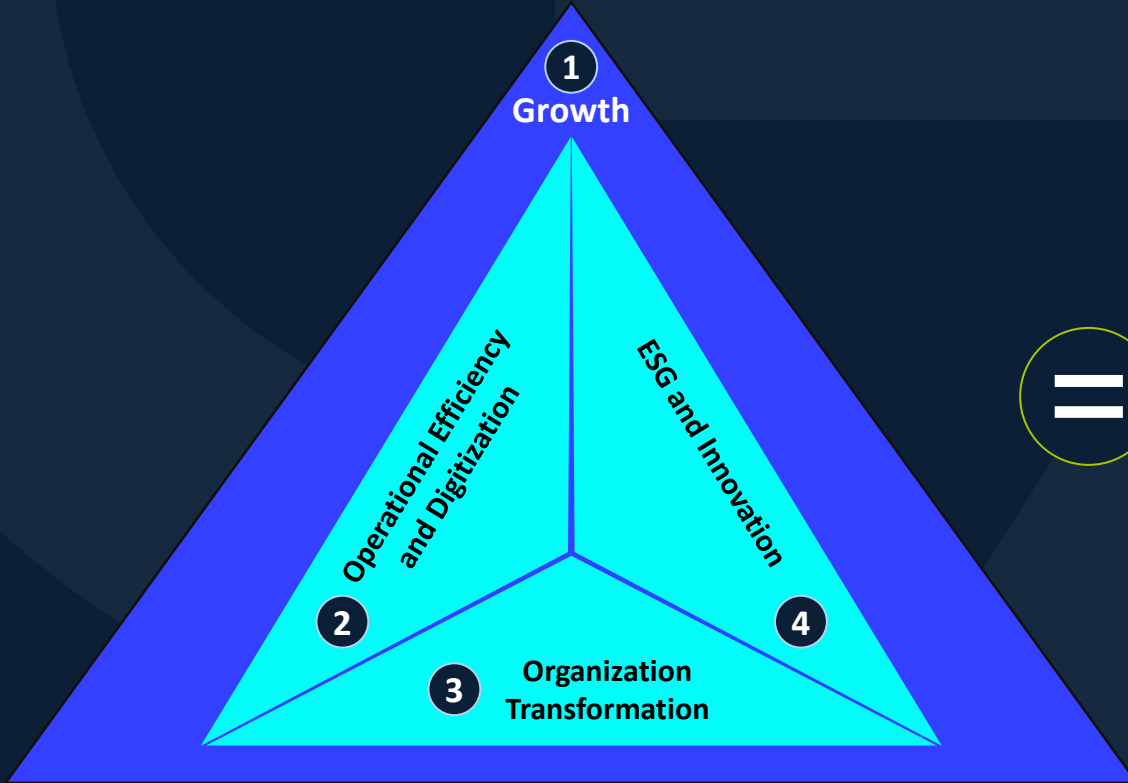 1
Growth
Operational Efficiency
and Digitization
2
ESG and Innovation
4
3
Organization
Transformation
=